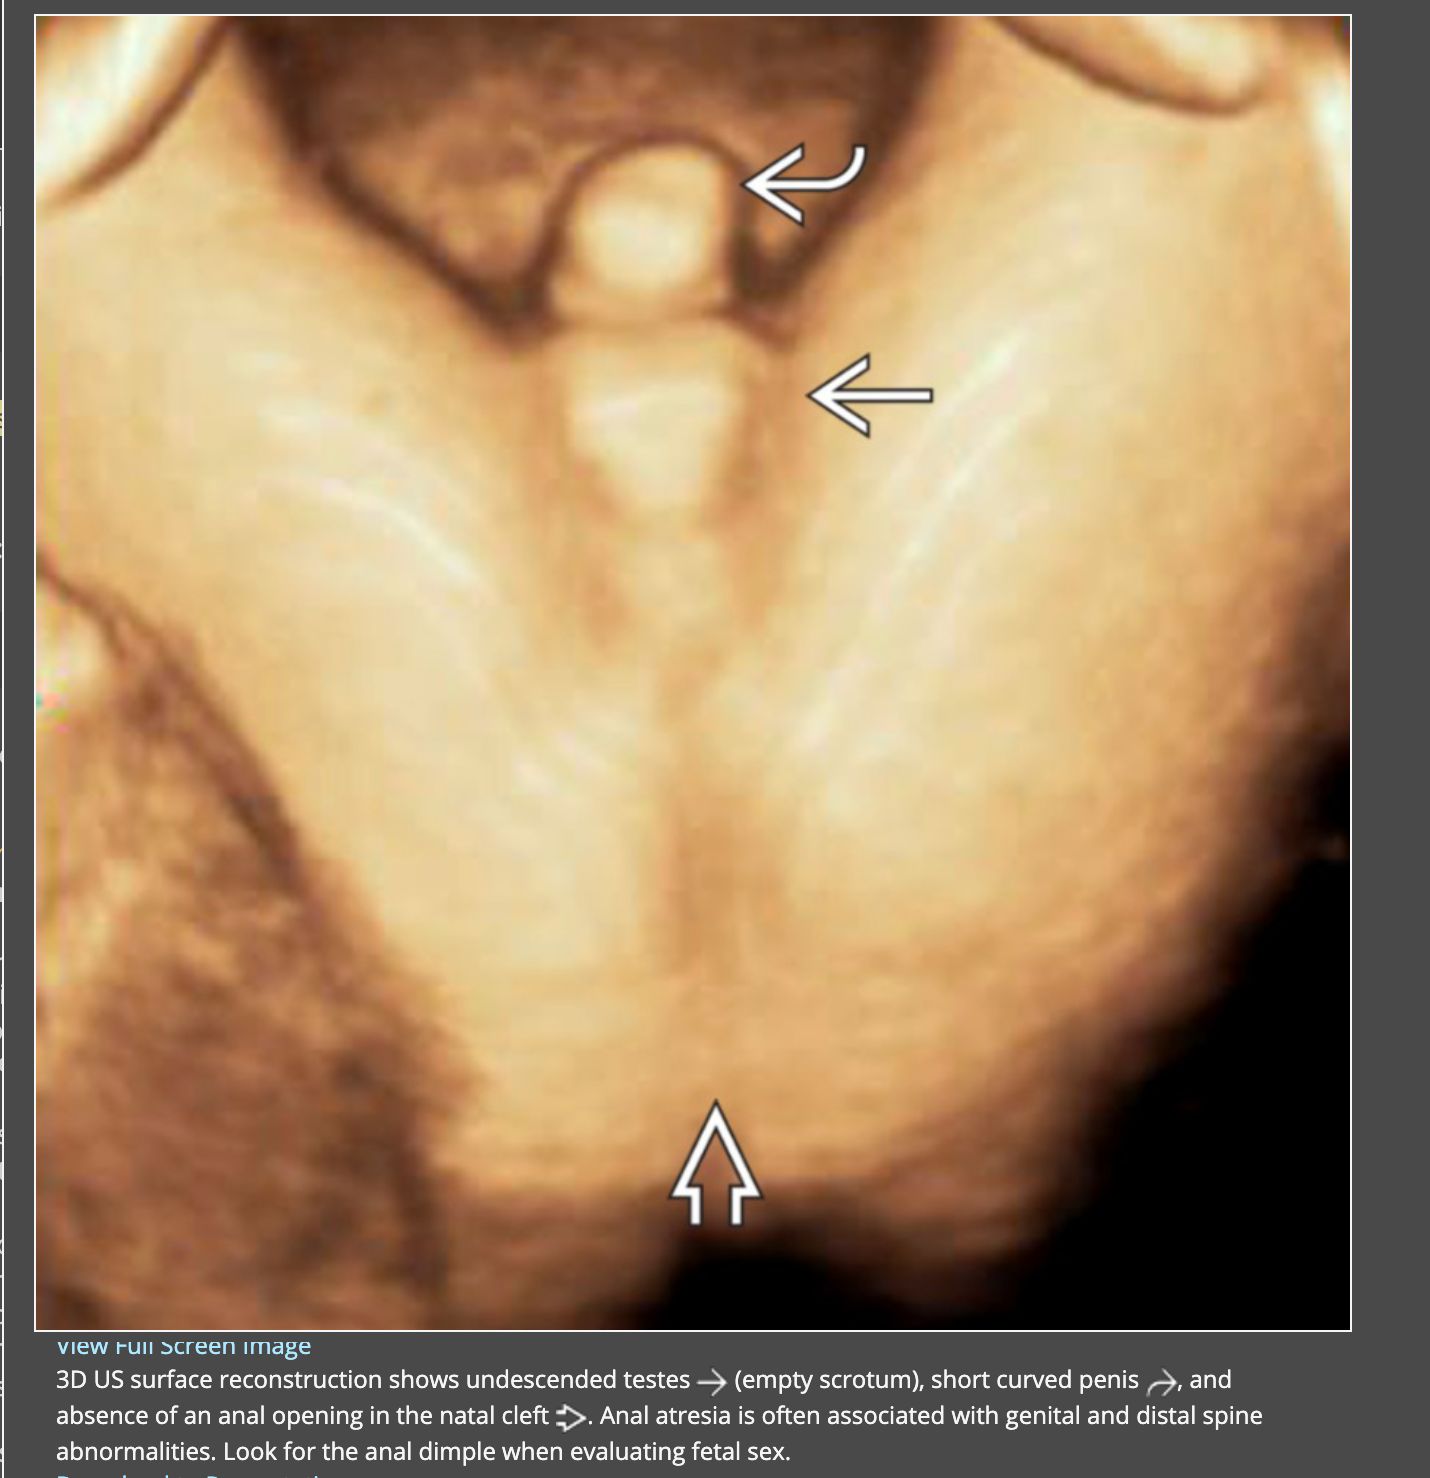 View Full Screen Image
3D US surface reconstruction shows undescended testes (empty scrotum), short curved penis , and
absence of an anal opening in the natal cleft . Anal atresia is often associated with genital and distal spine
abnormalities. Look for the anal dimple when evaluating fetal sex.